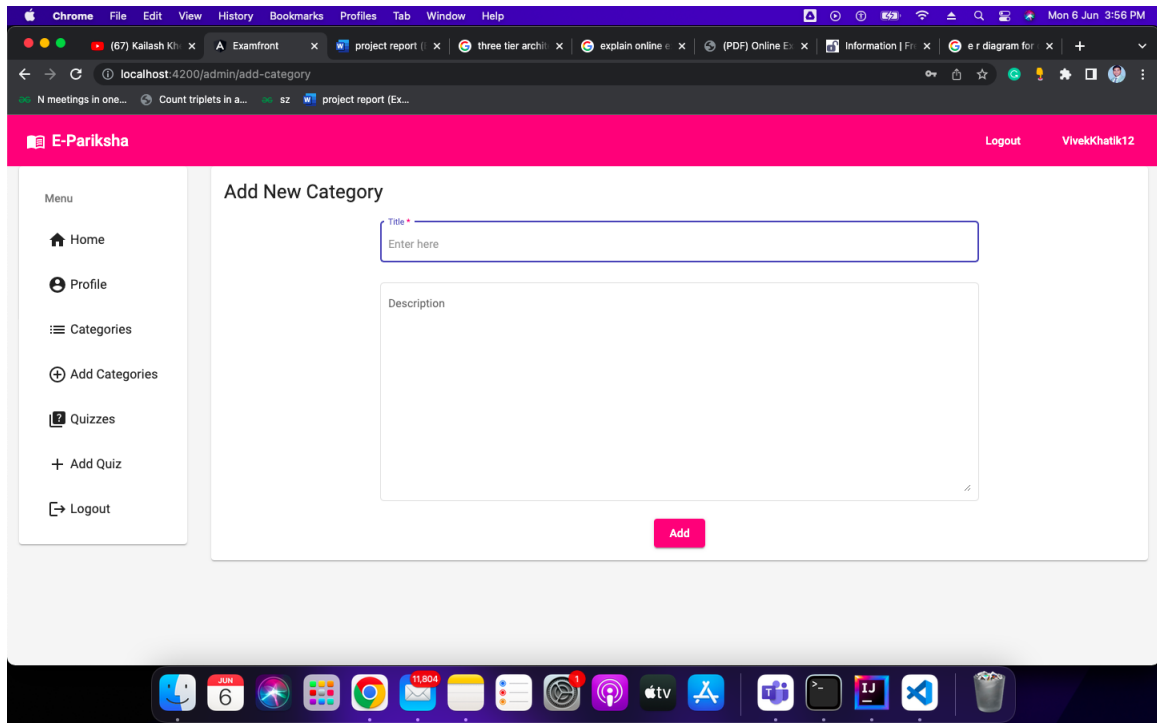 Chrome File Edit View History Bookmarks Profiles Tab Window Help Mon 6 Jun 3:56 PM
(67) Kailash Kh Examfront project report ( three tier archit explain online e (PDF) Online Ex Information | Fr e r diagram for
localhost:4200/admin/add-category
N meetings in one... Count triplets in a... sz project report (Ex...
E-Pariksha Logout VivekKhatik12
Menu
Home
Profile
Categories
Add Categories
Quizzes
Add Quiz
Logout
Add New Category
Title *
Enter here
Description
Add
11,804
JUN
6
1
tv
IJ